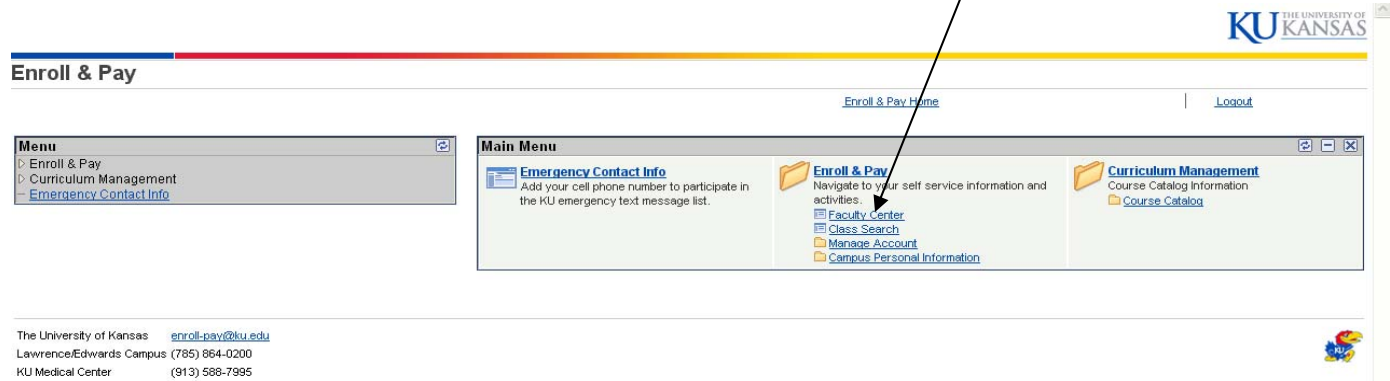 KU THE UNIVERSITY OF
KANSAS
Enroll & Pay
Enroll & Pay Home
Logout
Menu
Enroll & Pay
Curriculum Management
Emergency Contact Info
Main Menu
Emergency Contact Info
Add your cell phone number to participate in
the KU emergency text message list.
Enroll & Pay
Navigate to your self service information and
activities.
Faculty Center
Class Search
Manage Account
Campus Personal Information
Curriculum Management
Course Catalog Information
Course Catalog
The University of Kansas enroll-pay@ku.edu
Lawrence/Edwards Campus (785) 864-0200
KU Medical Center (913) 588-7995
KU